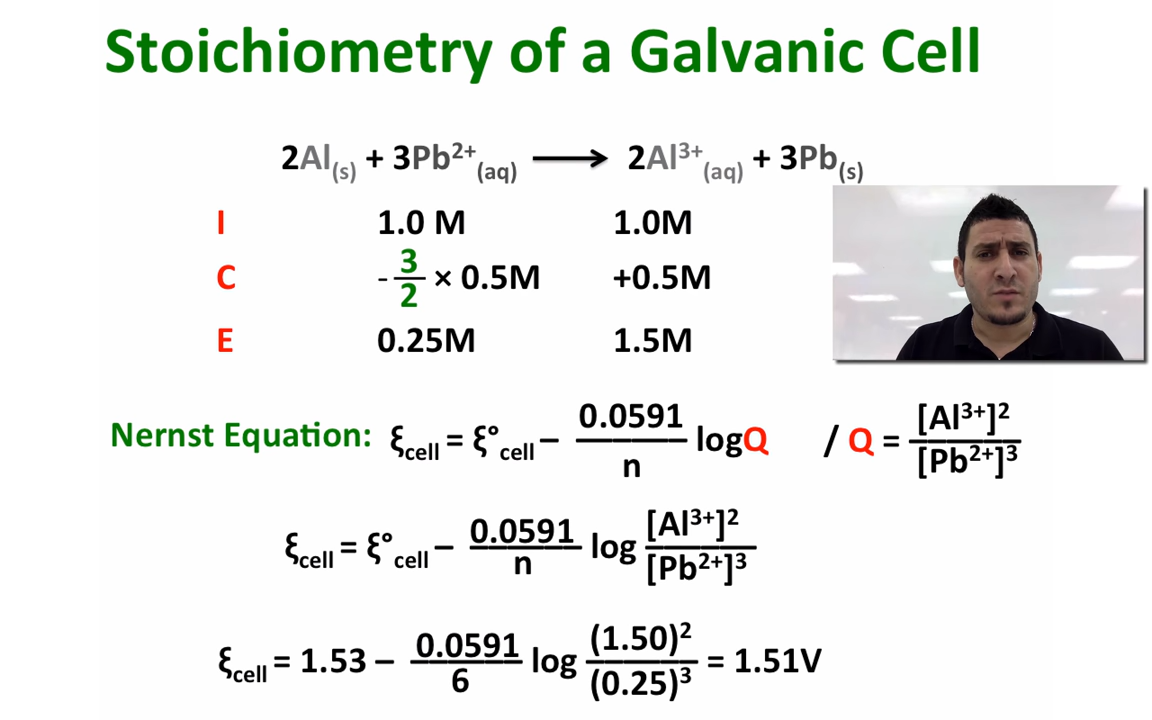 Stoichiometry of a Galvanic Cell
2Al(s) + 3Pb²⁺(aq) ⟶ 2Al³⁺(aq) + 3Pb(s)
I 1.0 M 1.0M
C - 3/2 × 0.5M +0.5M
E 0.25M 1.5M
Nernst Equation: ξcell = ξ°cell – 0.0591/n logQ / Q = [Al³⁺]²/[Pb²⁺]³
ξcell = ξ°cell – 0.0591/n log [Al³⁺]²/[Pb²⁺]³
ξcell = 1.53 – 0.0591/6 log (1.50)²/(0.25)³ = 1.51V